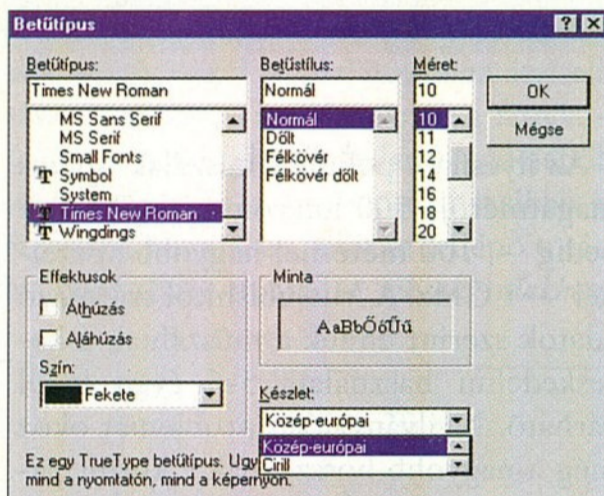 Betűtípus
Betűtípus:
Times New Roman
MS Sans Serif
MS Serif
Small Fonts
Symbol
System
Times New Roman
Wingdings
Betűstílus:
Normál
Normál
Dőlt
Félkövér
Félkövér dőlt
Méret:
10
10
11
12
14
16
18
20
OK
Mégse
Effektusok
Áthúzás
Aláhúzás
Szín:
Fekete
Minta
AaBbŐőŰű
Készlet:
Közép-európai
Közép-európai
Cirill
Ez egy TrueType betűtípus. Ugy
mind a nyomtatón, mind a képernyőn.